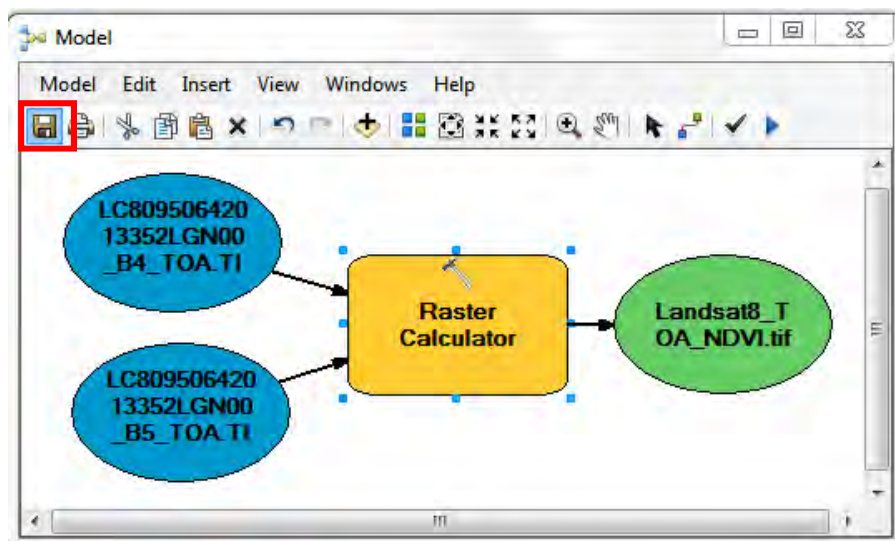 Model
Model Edit Insert View Windows Help
LC809506420
13352LGN00
_B4_TOA.TI
Raster
Calculator
Landsat8_T
OA_NDVI.tif
LC809506420
13352LGN00
_B5_TOA.TI